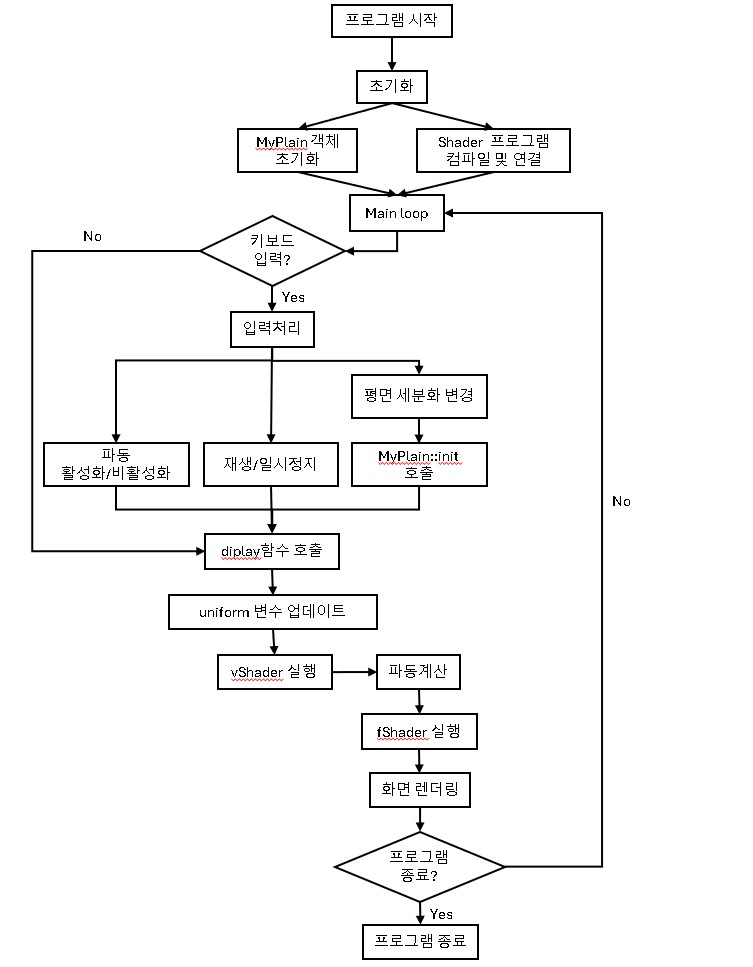 프로그램 시작
초기화
MyPlain 객체
초기화
Shader 프로그램
컴파일 및 연결
Main loop
No
키보드
입력?
Yes
입력처리
평면 세분화 변경
파동
활성화/비활성화
재생/일시정지
MyPlain::init
호출
No
diplay함수 호출
uniform 변수 업데이트
vShader 실행
파동계산
fShader 실행
화면 렌더링
프로그램
종료?
Yes
프로그램 종료